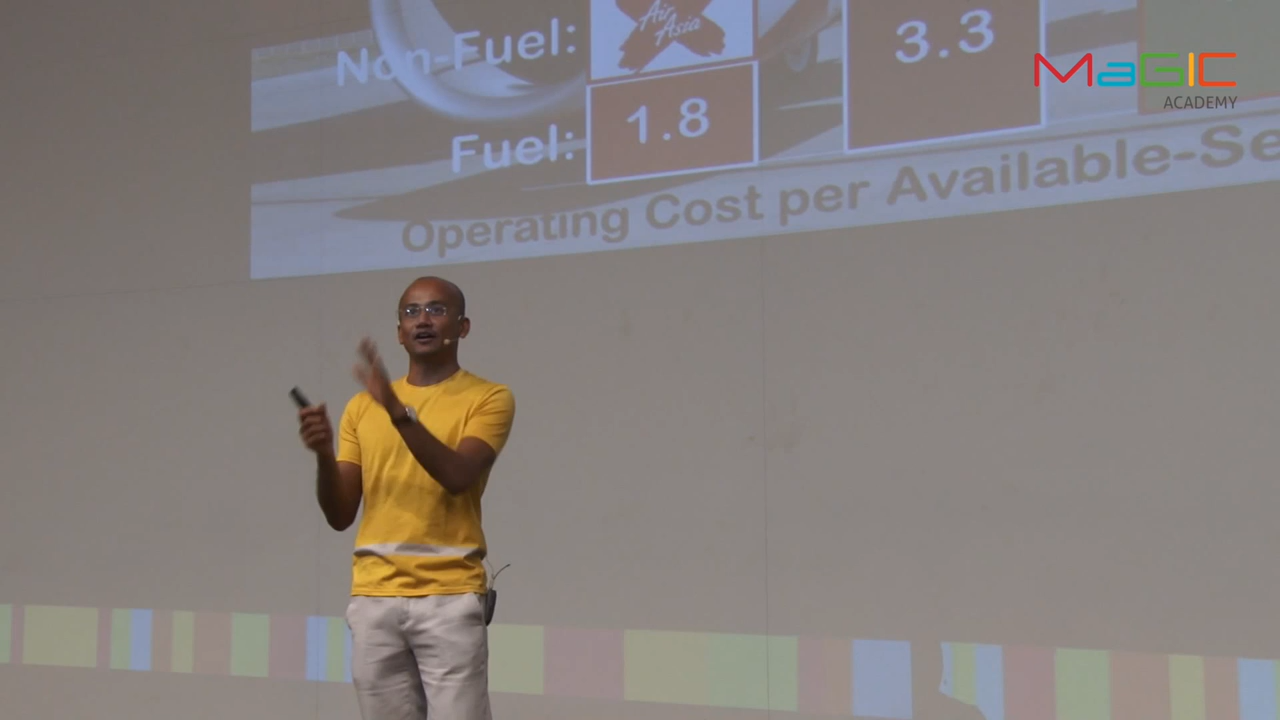 Non-Fuel:
Air
Asia
3.3
MaGIC
ACADEMY
Fuel:
1.8
Operating Cost per Available-Se